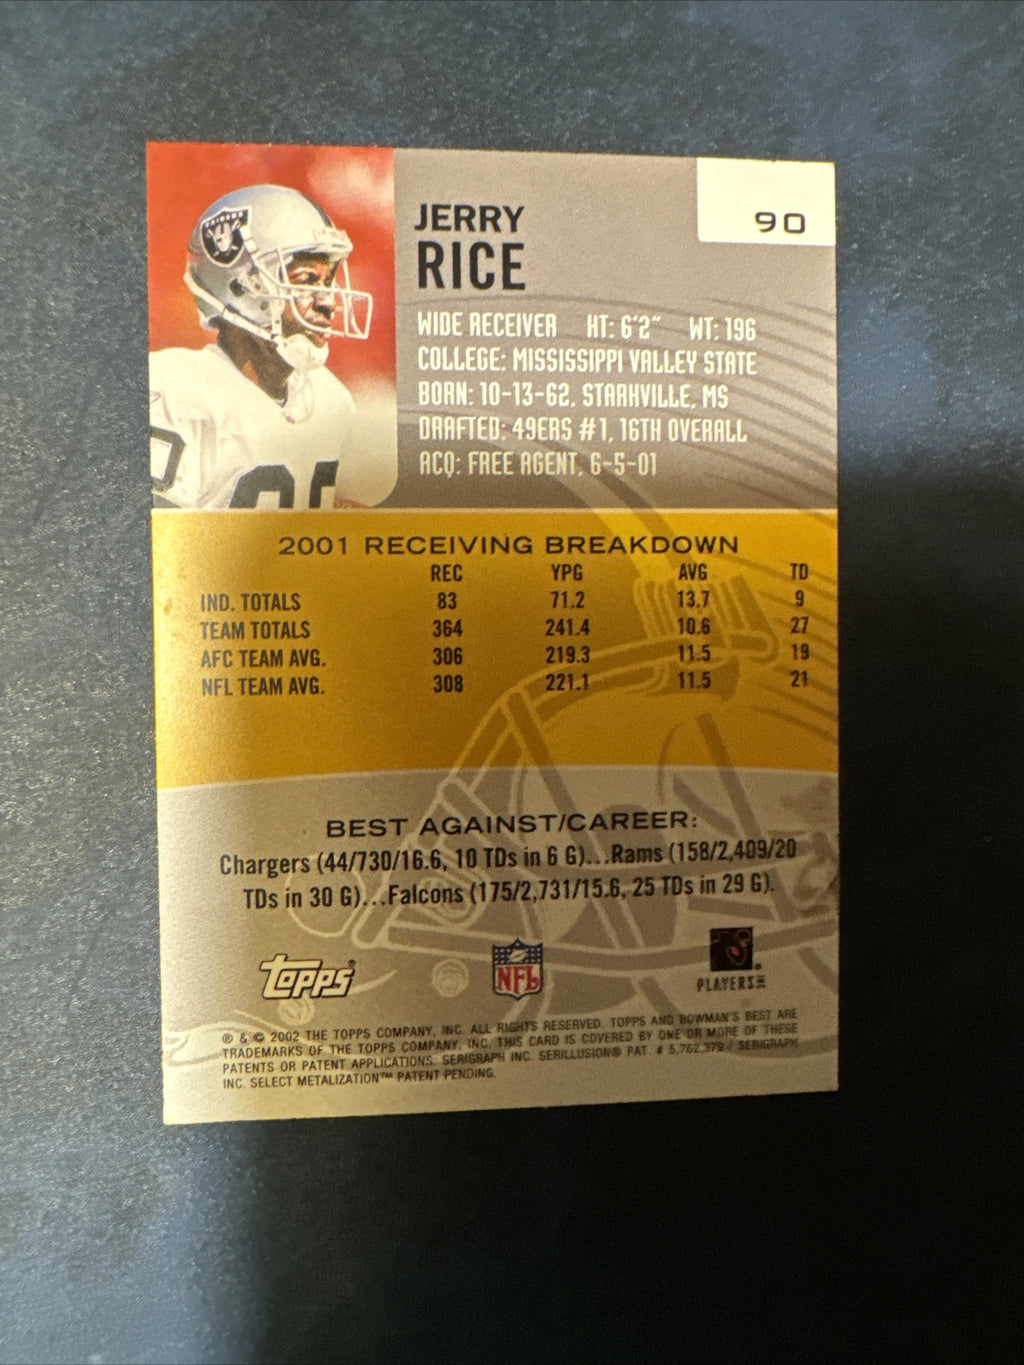 90
JERRY
RICE
WIDE RECEIVER HT: 6'2" WT: 196
COLLEGE: MISSISSIPPI VALLEY STATE
BORN: 10-13-62, STARKVILLE, MS
DRAFTED: 49ERS #1, 16TH OVERALL
ACQ: FREE AGENT, 6-5-01
RAIDERS
2001 RECEIVING BREAKDOWN
REC YPG AVG TD
IND. TOTALS 83 71.2 13.7 9
TEAM TOTALS 364 241.4 10.6 27
AFC TEAM AVG. 306 219.3 11.5 19
NFL TEAM AVG. 308 221.1 11.5 21
BEST AGAINST/CAREER:
Chargers (44/730/16.6, 10 TDs in 6 G)...Rams (158/2,409/20
TDs in 30 G)...Falcons (175/2,731/15.6, 25 TDs in 29 G).
topps®
NFL
PLAYERS INC
® & © 2002 THE TOPPS COMPANY, INC. ALL RIGHTS RESERVED. TOPPS AND BOWMAN'S BEST ARE
TRADEMARKS OF THE TOPPS COMPANY, INC. THIS CARD IS COVERED BY ONE OR MORE OF THESE
PATENTS OR PATENT APPLICATIONS: SERIGRAPH INC. SERILLUSION® PAT. # 5,762,379 / SERIGRAPH
INC. SELECT METALIZATION™ PATENT PENDING.